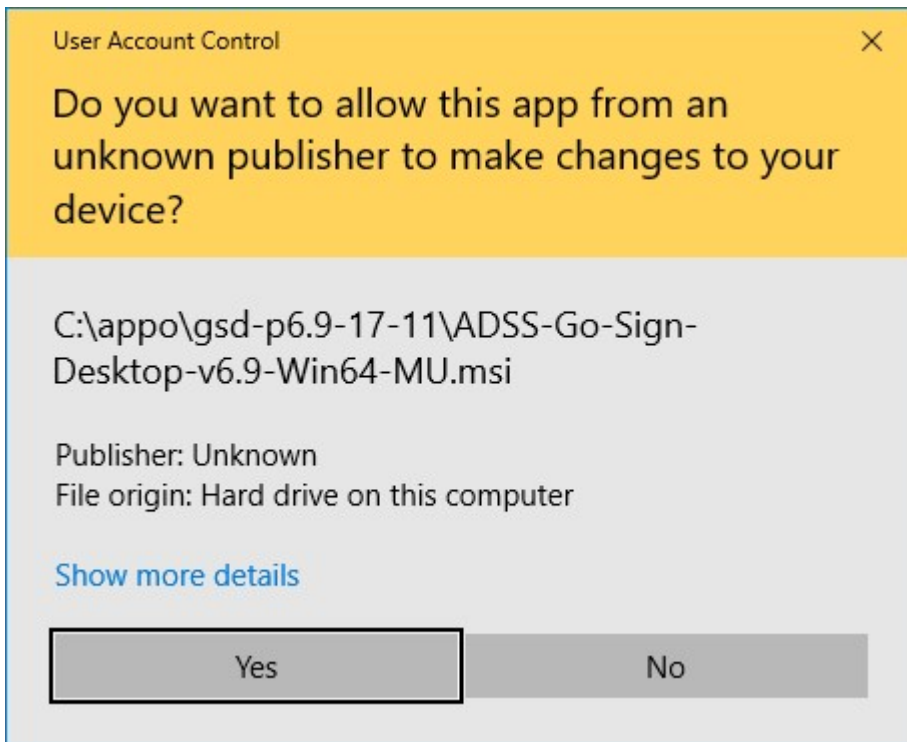 User Account Control
Do you want to allow this app from an
unknown publisher to make changes to your
device?
C:\appo\gsd-p6.9-17-11\ADSS-Go-Sign-
Desktop-v6.9-Win64-MU.msi
Publisher: Unknown
File origin: Hard drive on this computer
Show more details
Yes
No